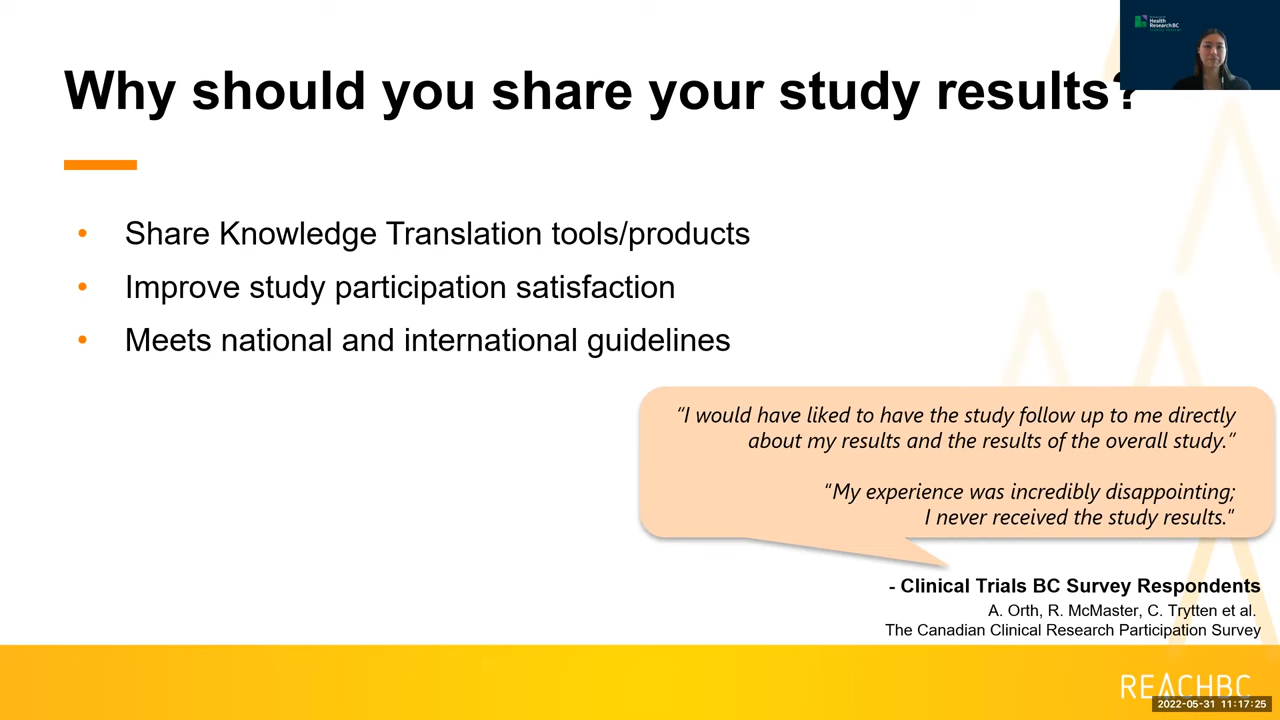 Why should you share your study results?
Health
Research BC
• Share Knowledge Translation tools/products
• Improve study participation satisfaction
• Meets national and international guidelines
“I would have liked to have the study follow up to me directly
about my results and the results of the overall study.”
“My experience was incredibly disappointing;
I never received the study results.”
- Clinical Trials BC Survey Respondents
A. Orth, R. McMaster, C. Trytten et al.
The Canadian Clinical Research Participation Survey
REACHBC
2022-05-31 11:17:25